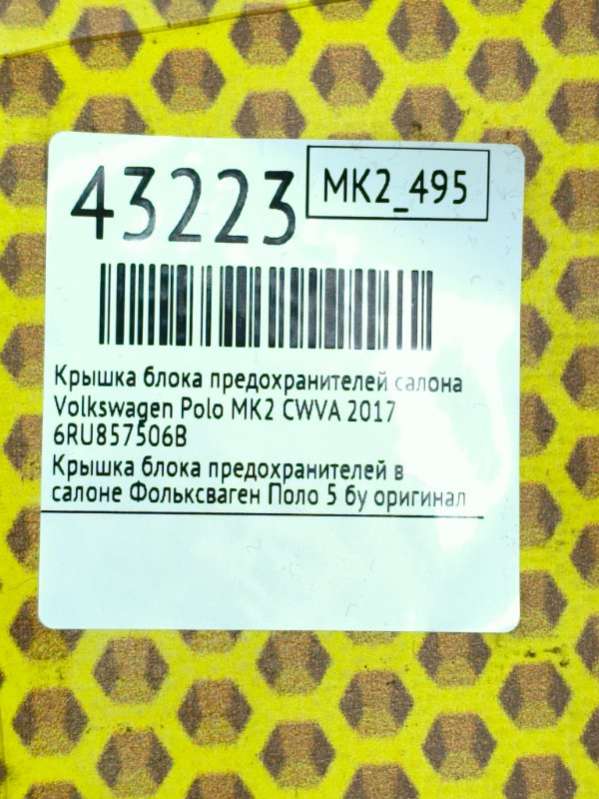 43223
MK2_495
Крышка блока предохранителей салона
Volkswagen Polo MK2 CWVA 2017
6RU857506B
Крышка блока предохранителей в
салоне Фольксваген Поло 5 бу оригинал